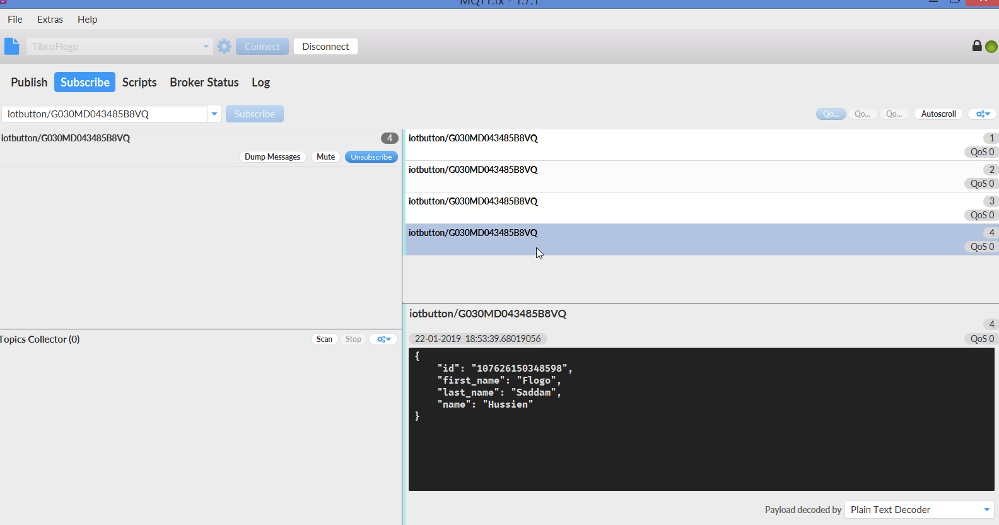 MQTT.fx - 1.7.1
File Extras Help
TibcoFlogo Connect Disconnect
Publish Subscribe Scripts Broker Status Log
iotbutton/G030MD043485B8VQ Subscribe Qo... Qo... Qo... Autoscroll
iotbutton/G030MD043485B8VQ 4
Dump Messages Mute Unsubscribe
iotbutton/G030MD043485B8VQ 1
QoS 0
iotbutton/G030MD043485B8VQ 2
QoS 0
iotbutton/G030MD043485B8VQ 3
QoS 0
iotbutton/G030MD043485B8VQ 4
QoS 0
Topics Collector (0) Scan Stop
iotbutton/G030MD043485B8VQ
4
22-01-2019 18:53:39.68019056 QoS 0
{
"id": "107626150348598",
"first_name": "Flogo",
"last_name": "Saddam",
"name": "Hussien"
}
Payload decoded by Plain Text Decoder